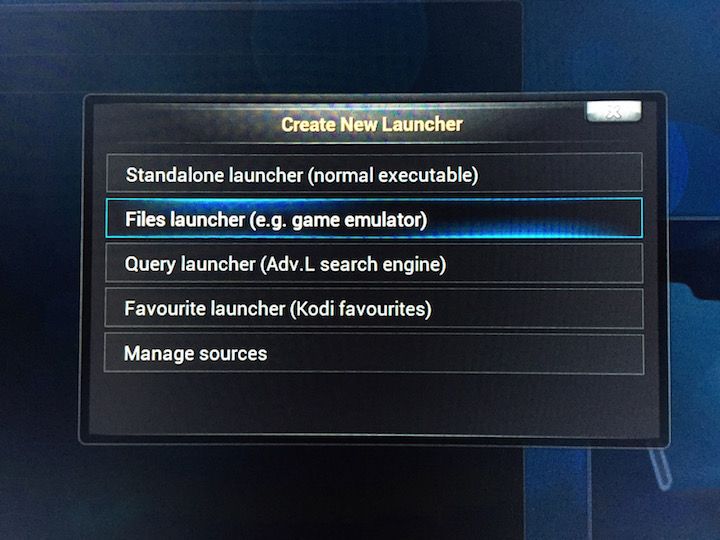 Create New Launcher
Standalone launcher (normal executable)
Files launcher (e.g. game emulator)
Query launcher (Adv.L search engine)
Favourite launcher (Kodi favourites)
Manage sources